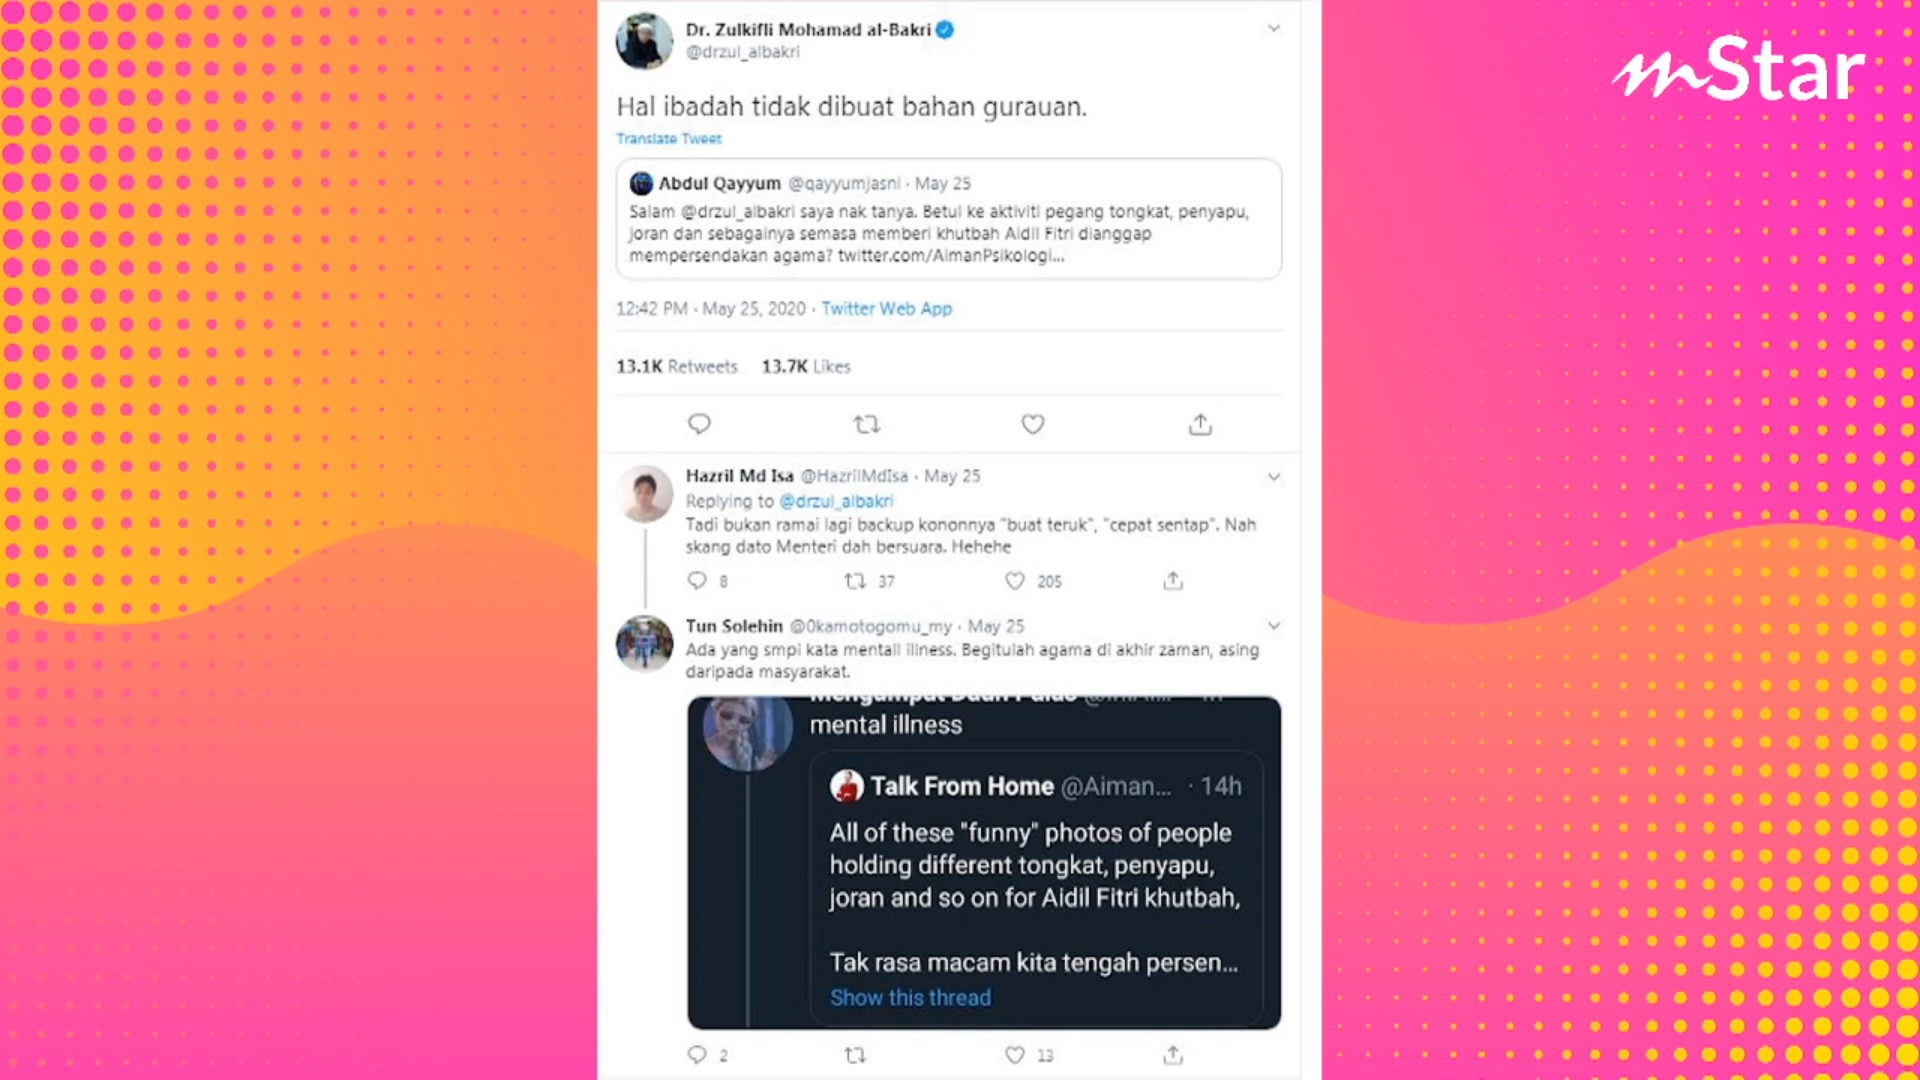 mStar
Dr. Zulkifli Mohamad al-Bakri
@drzul_albakri
Hal ibadah tidak dibuat bahan gurauan.
Translate Tweet
Abdul Qayyum @qayyumjasni · May 25
Salam @drzul_albakri saya nak tanya. Betul ke aktiviti pegang tongkat, penyapu,
joran dan sebagainya semasa memberi khutbah Aidil Fitri dianggap
mempersendakan agama? twitter.com/AimanPsikologi...
12:42 PM · May 25, 2020 · Twitter Web App
13.1K Retweets 13.7K Likes
Hazril Md Isa @HazrilMdIsa · May 25
Replying to @drzul_albakri
Tadi bukan ramai lagi backup kononnya "buat teruk", "cepat sentap". Nah
skang dato Menteri dah bersuara. Hehehe
8 37 205
Tun Solehin @0kamotogomu_my · May 25
Ada yang smpi kata mentall illness. Begitulah agama di akhir zaman, asing
daripada masyarakat.
mental illness
Talk From Home @Aiman... · 14h
All of these "funny" photos of people
holding different tongkat, penyapu,
joran and so on for Aidil Fitri khutbah,
Tak rasa macam kita tengah persen...
Show this thread
2 13